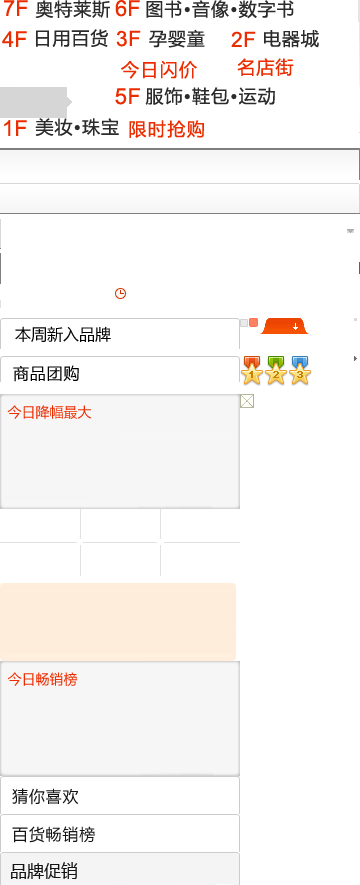 7F 奥特莱斯 6F 图书•音像•数字书
4F 日用百货 3F 孕婴童 2F 电器城
今日闪价 名店街
5F 服饰•鞋包•运动
1F 美妆•珠宝 限时抢购
本周新入品牌
商品团购
1 2 3
今日降幅最大
今日畅销榜
猜你喜欢
百货畅销榜
品牌促销